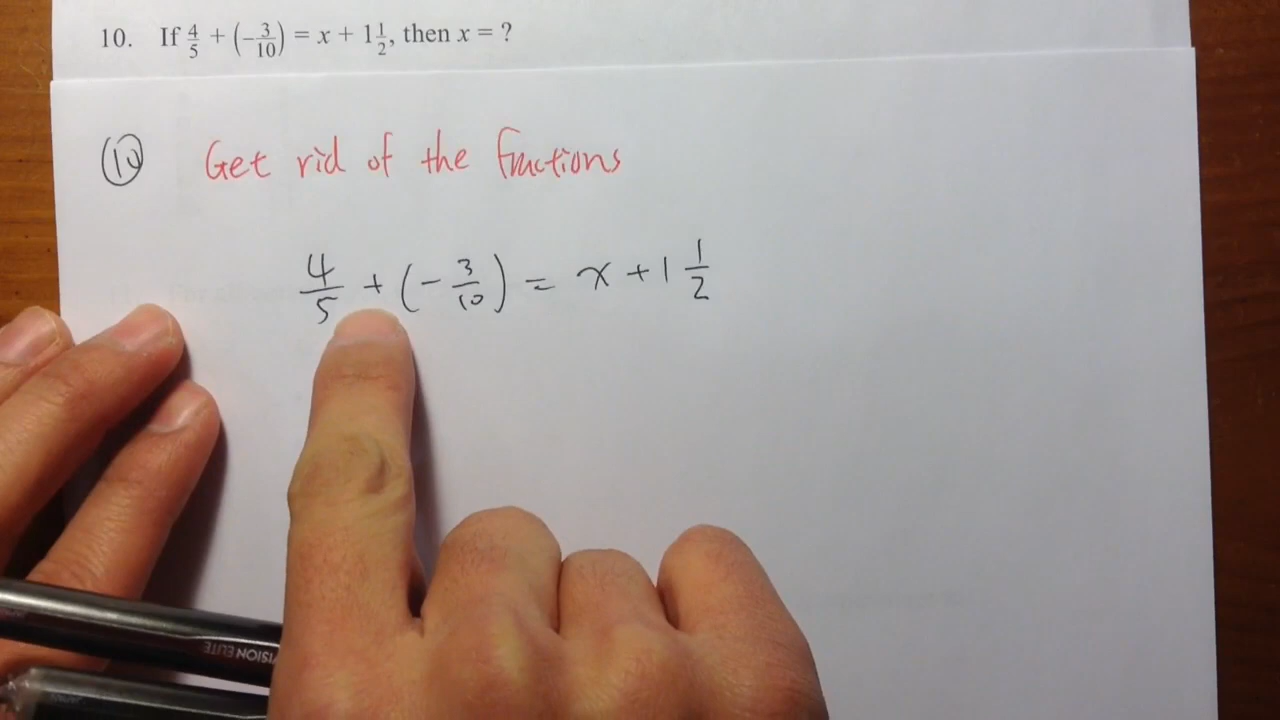 10. If 4/5 + (-3/10) = x + 1 1/2, then x = ?
(10) Get rid of the fractions
4/5 + (-3/10) = x + 1 1/2
VISION ELITE